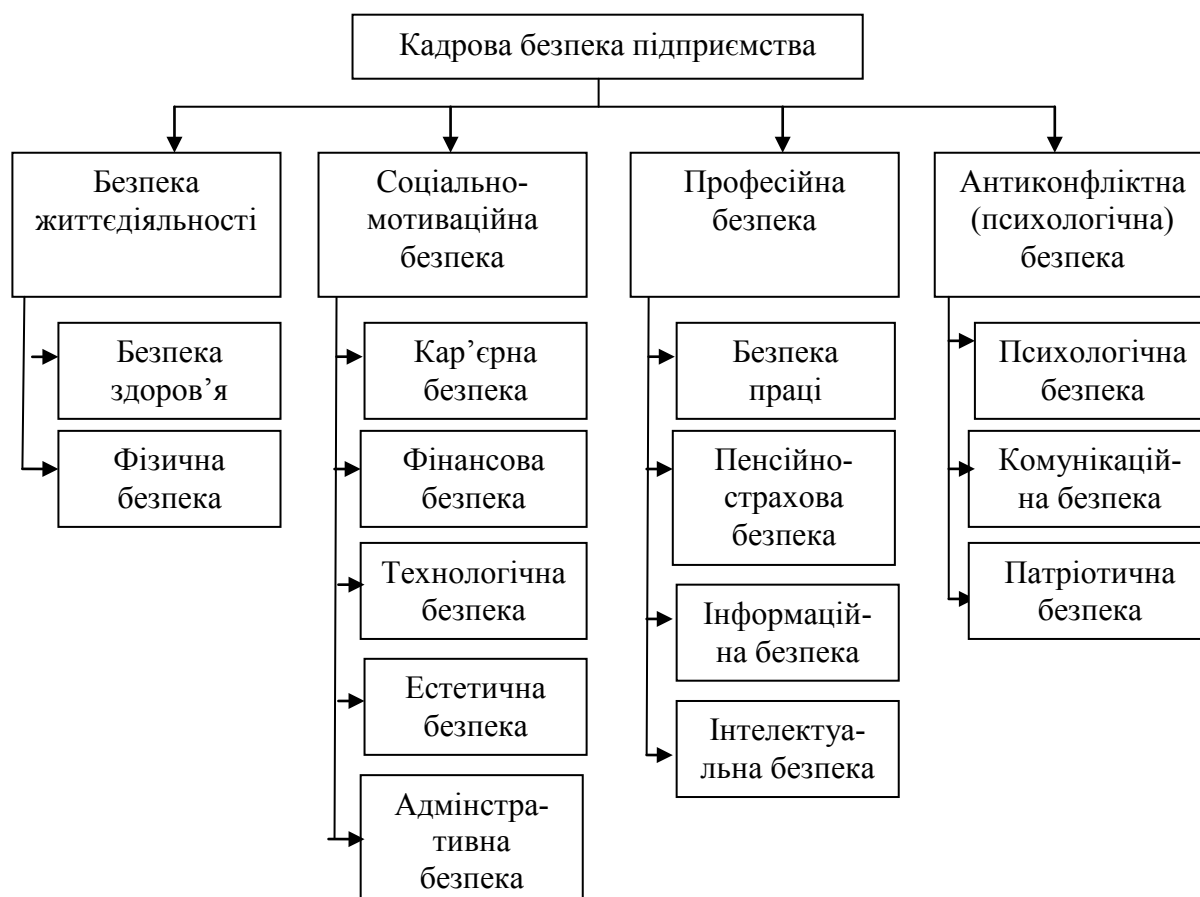 Кадрова безпека підприємства
Безпека
життєдіяльності
Соціально-
мотиваційна
безпека
Професійна
безпека
Антиконфліктна
(психологічна)
безпека
Безпека
здоров’я
Фізична
безпека
Кар’єрна
безпека
Фінансова
безпека
Технологічна
безпека
Естетична
безпека
Адмінстра-
тивна
безпека
Безпека
праці
Пенсійно-
страхова
безпека
Інформацій-
на безпека
Інтелектуа-
льна безпека
Психологічна
безпека
Комунікацій-
на безпека
Патріотична
безпека